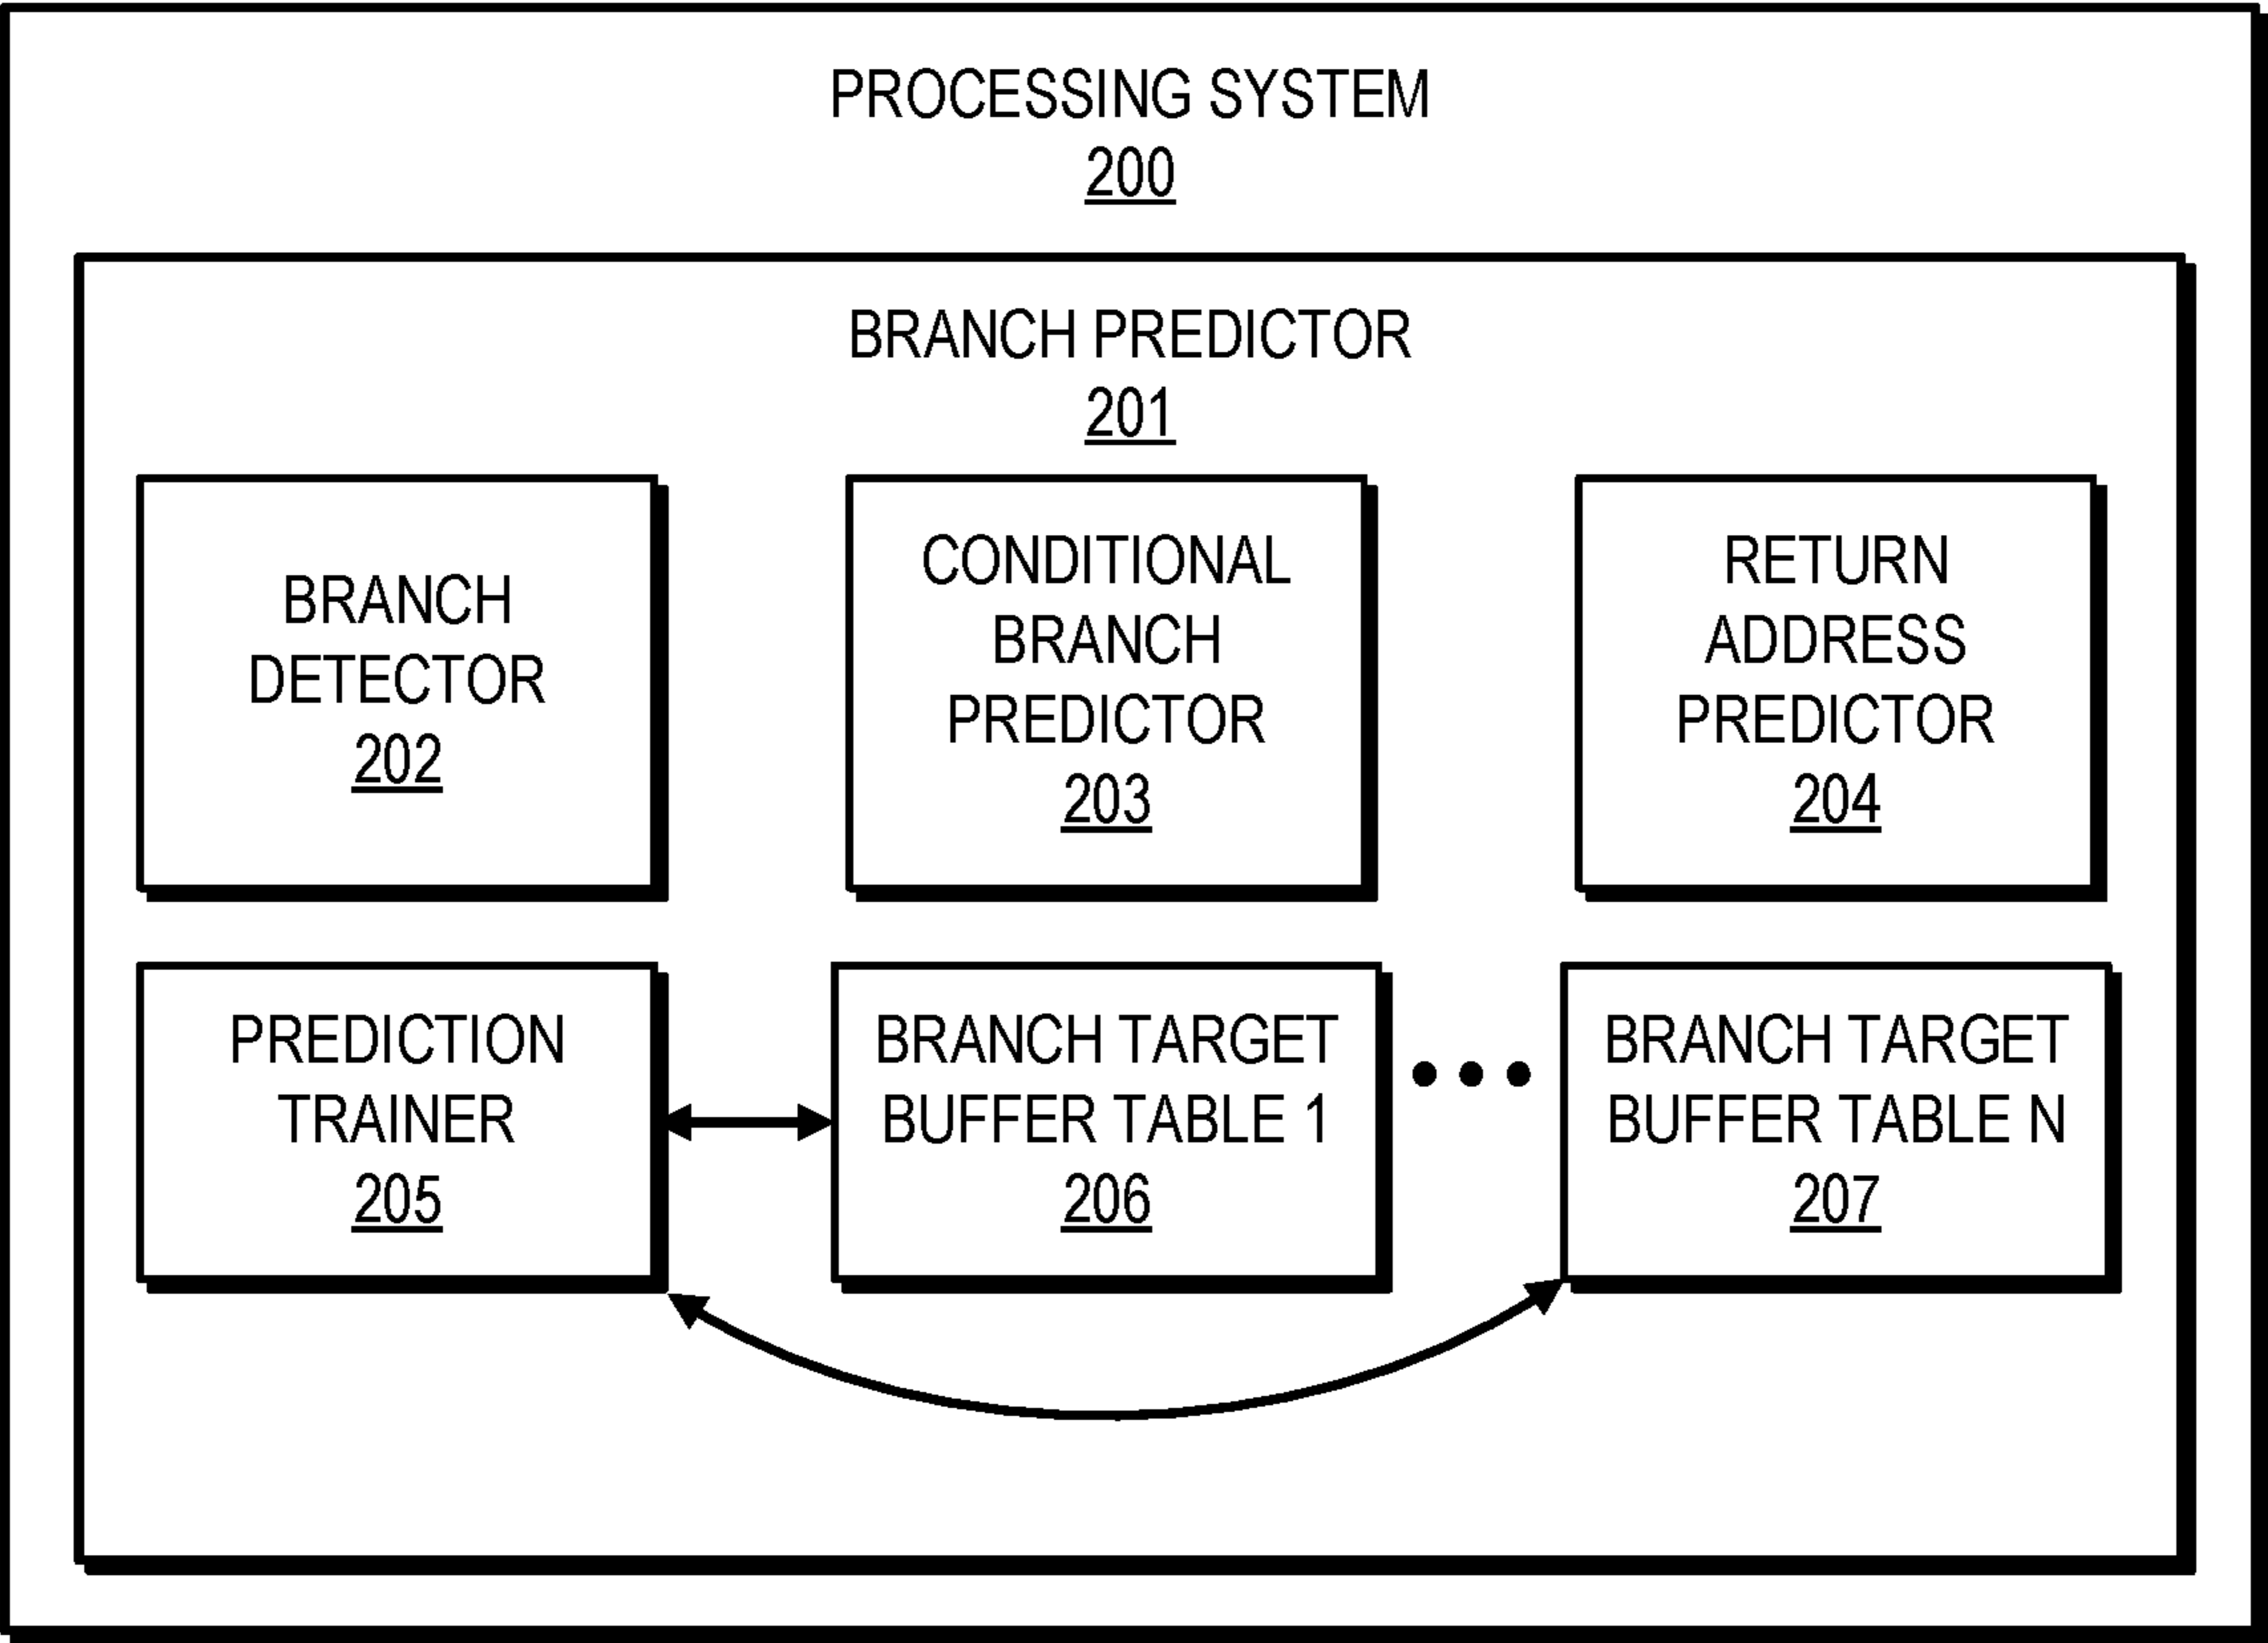 PROCESSING SYSTEM
200
BRANCH PREDICTOR
201
BRANCH
DETECTOR
202
CONDITIONAL
BRANCH
PREDICTOR
203
RETURN
ADDRESS
PREDICTOR
204
PREDICTION
TRAINER
205
BRANCH TARGET
BUFFER TABLE 1
206
BRANCH TARGET
BUFFER TABLE N
207